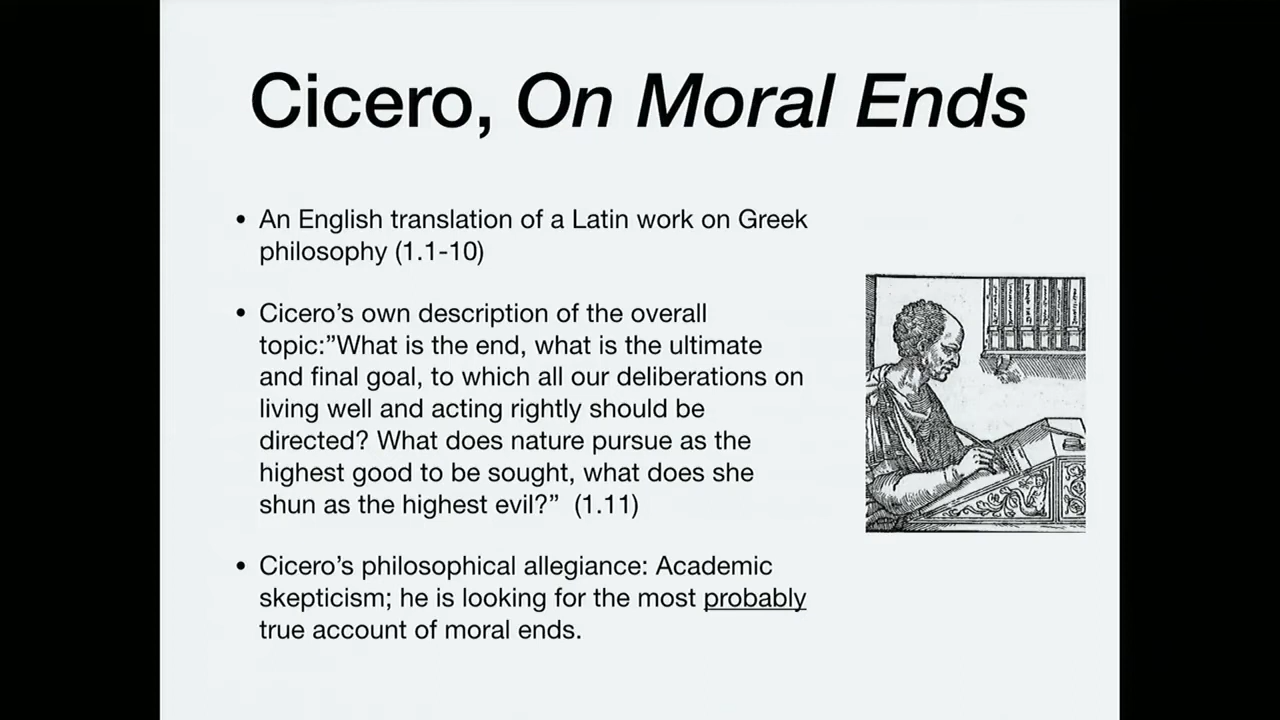 Cicero, On Moral Ends
• An English translation of a Latin work on Greek
philosophy (1.1-10)
• Cicero’s own description of the overall
topic:”What is the end, what is the ultimate
and final goal, to which all our deliberations on
living well and acting rightly should be
directed? What does nature pursue as the
highest good to be sought, what does she
shun as the highest evil?” (1.11)
• Cicero’s philosophical allegiance: Academic
skepticism; he is looking for the most probably
true account of moral ends.